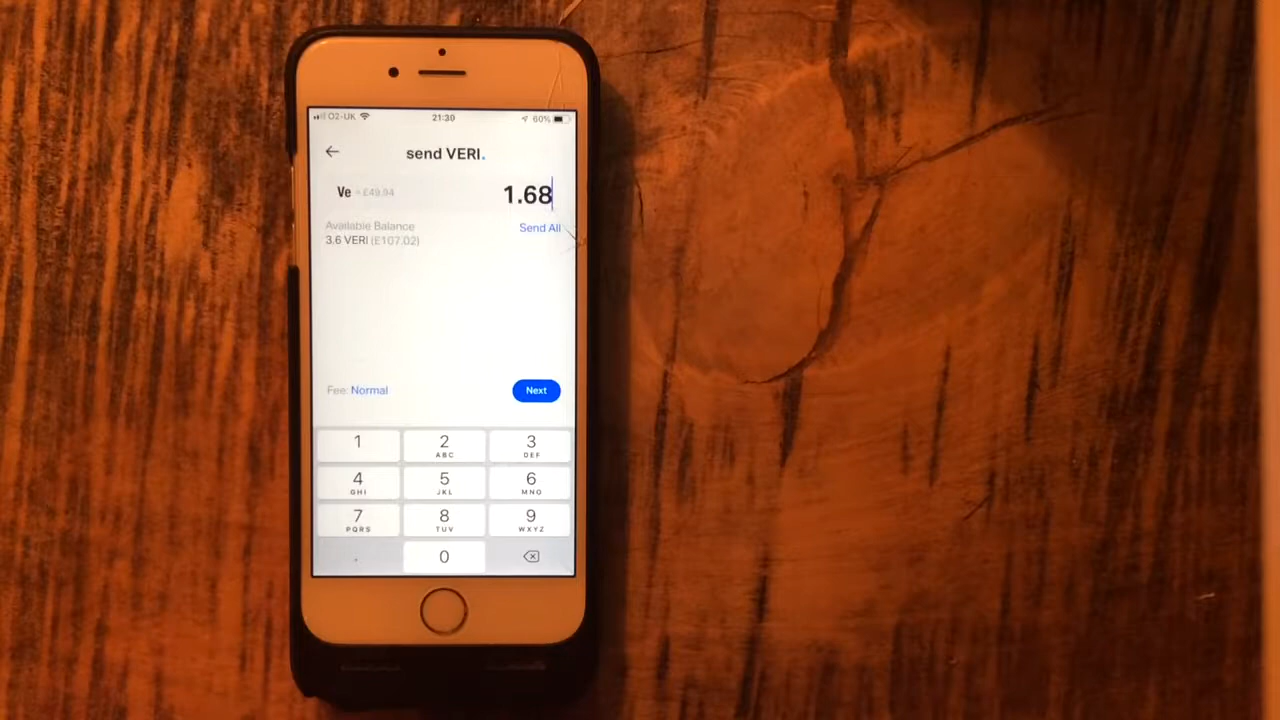 O2-UK 21:30 60%
send VERI.
Ve ≈ £49.94 1.68
Available Balance Send All
3.6 VERI (£107.02)
Fee: Normal Next
1 2 3
ABC DEF
4 5 6
GHI JKL MNO
7 8 9
PQRS TUV WXYZ
. 0